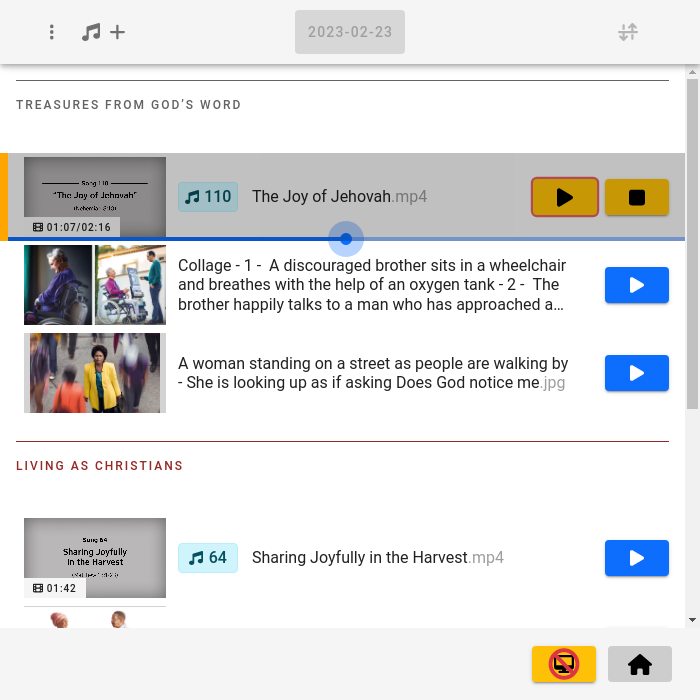 2023-02-23
TREASURES FROM GOD'S WORD
Song 110
"The Joy of Jehovah"
(Nehemiah 8:10)
01:07/02:16
110
The Joy of Jehovah.mp4
Collage - 1 - A discouraged brother sits in a wheelchair
and breathes with the help of an oxygen tank - 2 - The
brother happily talks to a man who has approached a…
A woman standing on a street as people are walking by
- She is looking up as if asking Does God notice me.jpg
LIVING AS CHRISTIANS
Song 64
Sharing Joyfully
in the Harvest
01:42
64
Sharing Joyfully in the Harvest.mp4